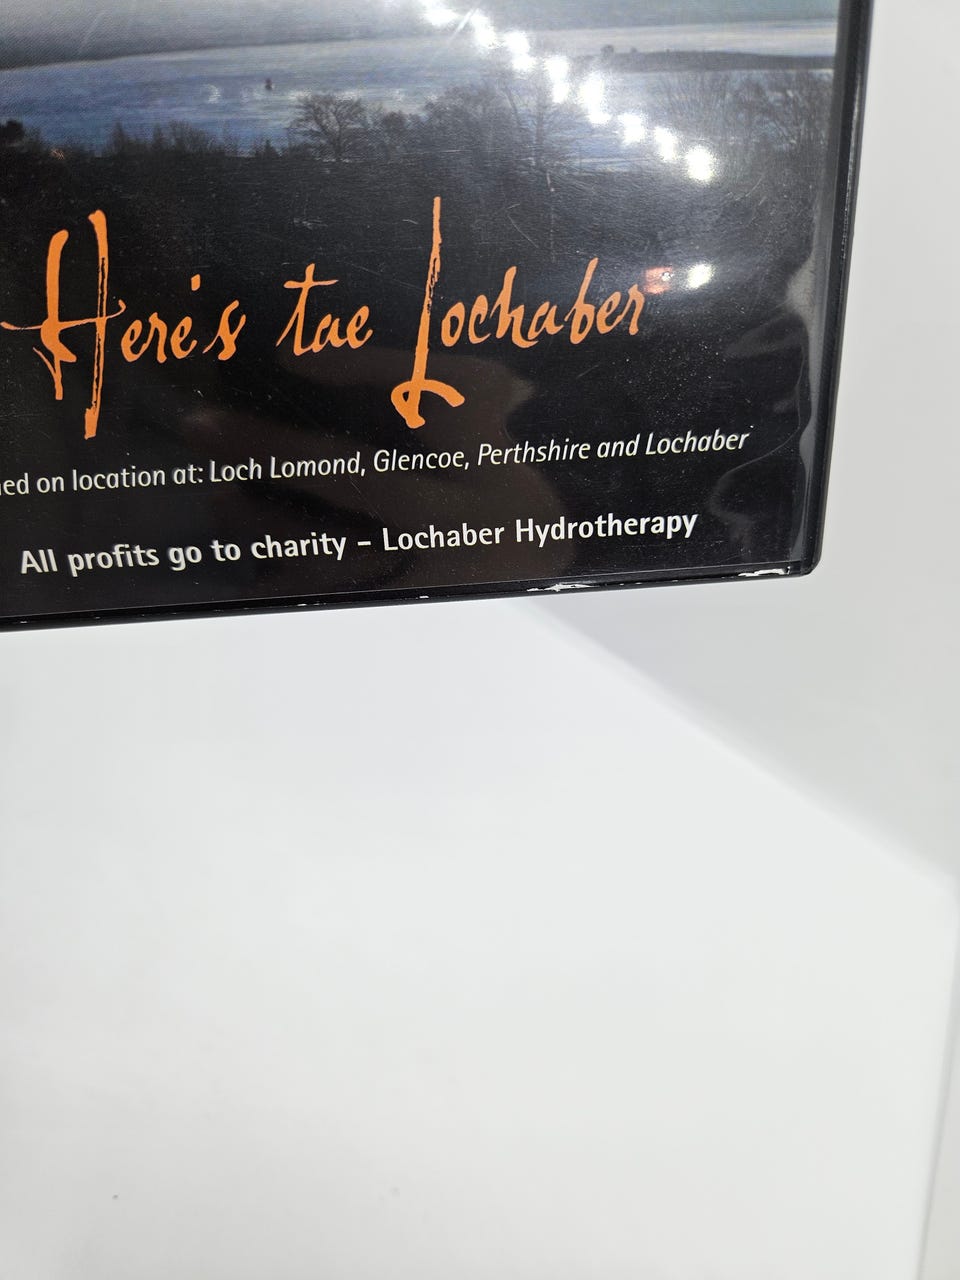 Here's tae Lochaber
on location at: Loch Lomond, Glencoe, Perthshire and Lochaber
All profits go to charity – Lochaber Hydrotherapy